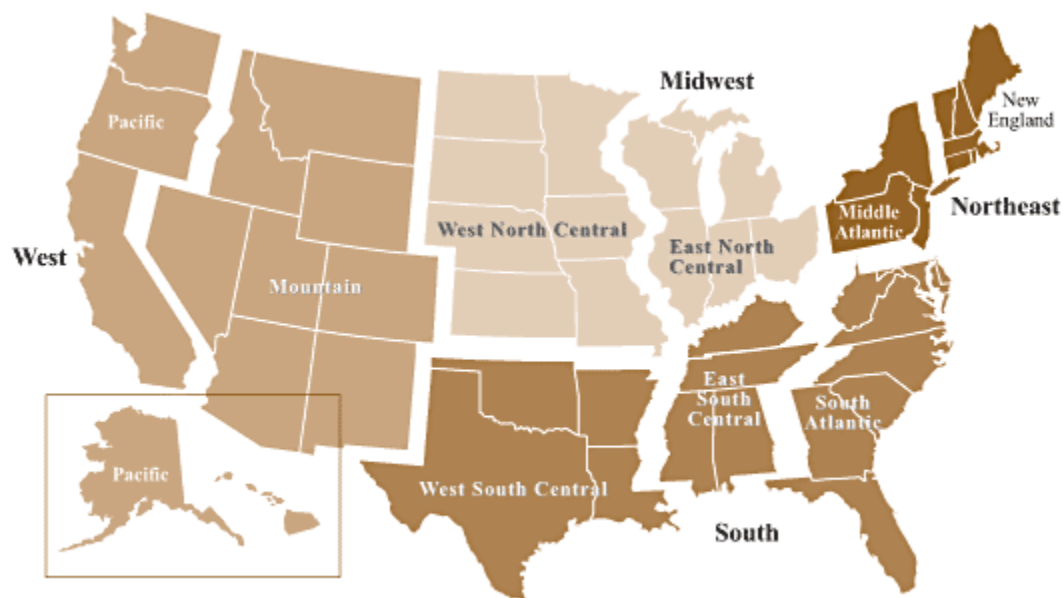 Midwest
Pacific
New
England
Northeast
Middle
Atlantic
West North Central
East North
Central
West
Mountain
East
South
Central
South
Atlantic
Pacific
West South Central
South